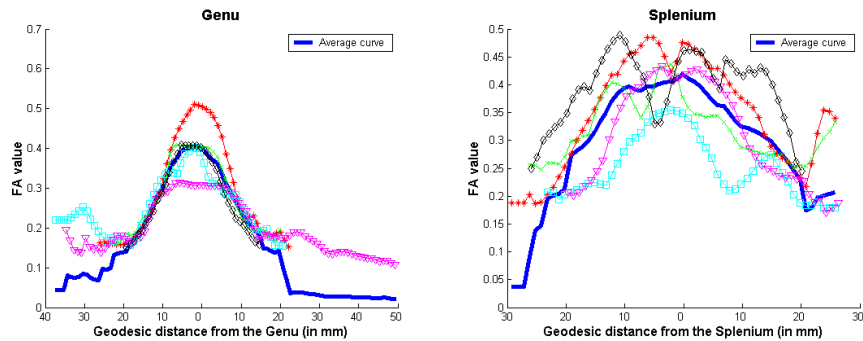 Genu
Average curve
FA value
0.7
0.6
0.5
0.4
0.3
0.2
0.1
0
40 30 20 10 0 10 20 30 40 50
Geodesic distance from the Genu (in mm)
Splenium
Average curve
FA value
0.5
0.45
0.4
0.35
0.3
0.25
0.2
0.15
0.1
0.05
0
30 20 10 0 10 20 30
Geodesic distance from the Splenium (in mm)